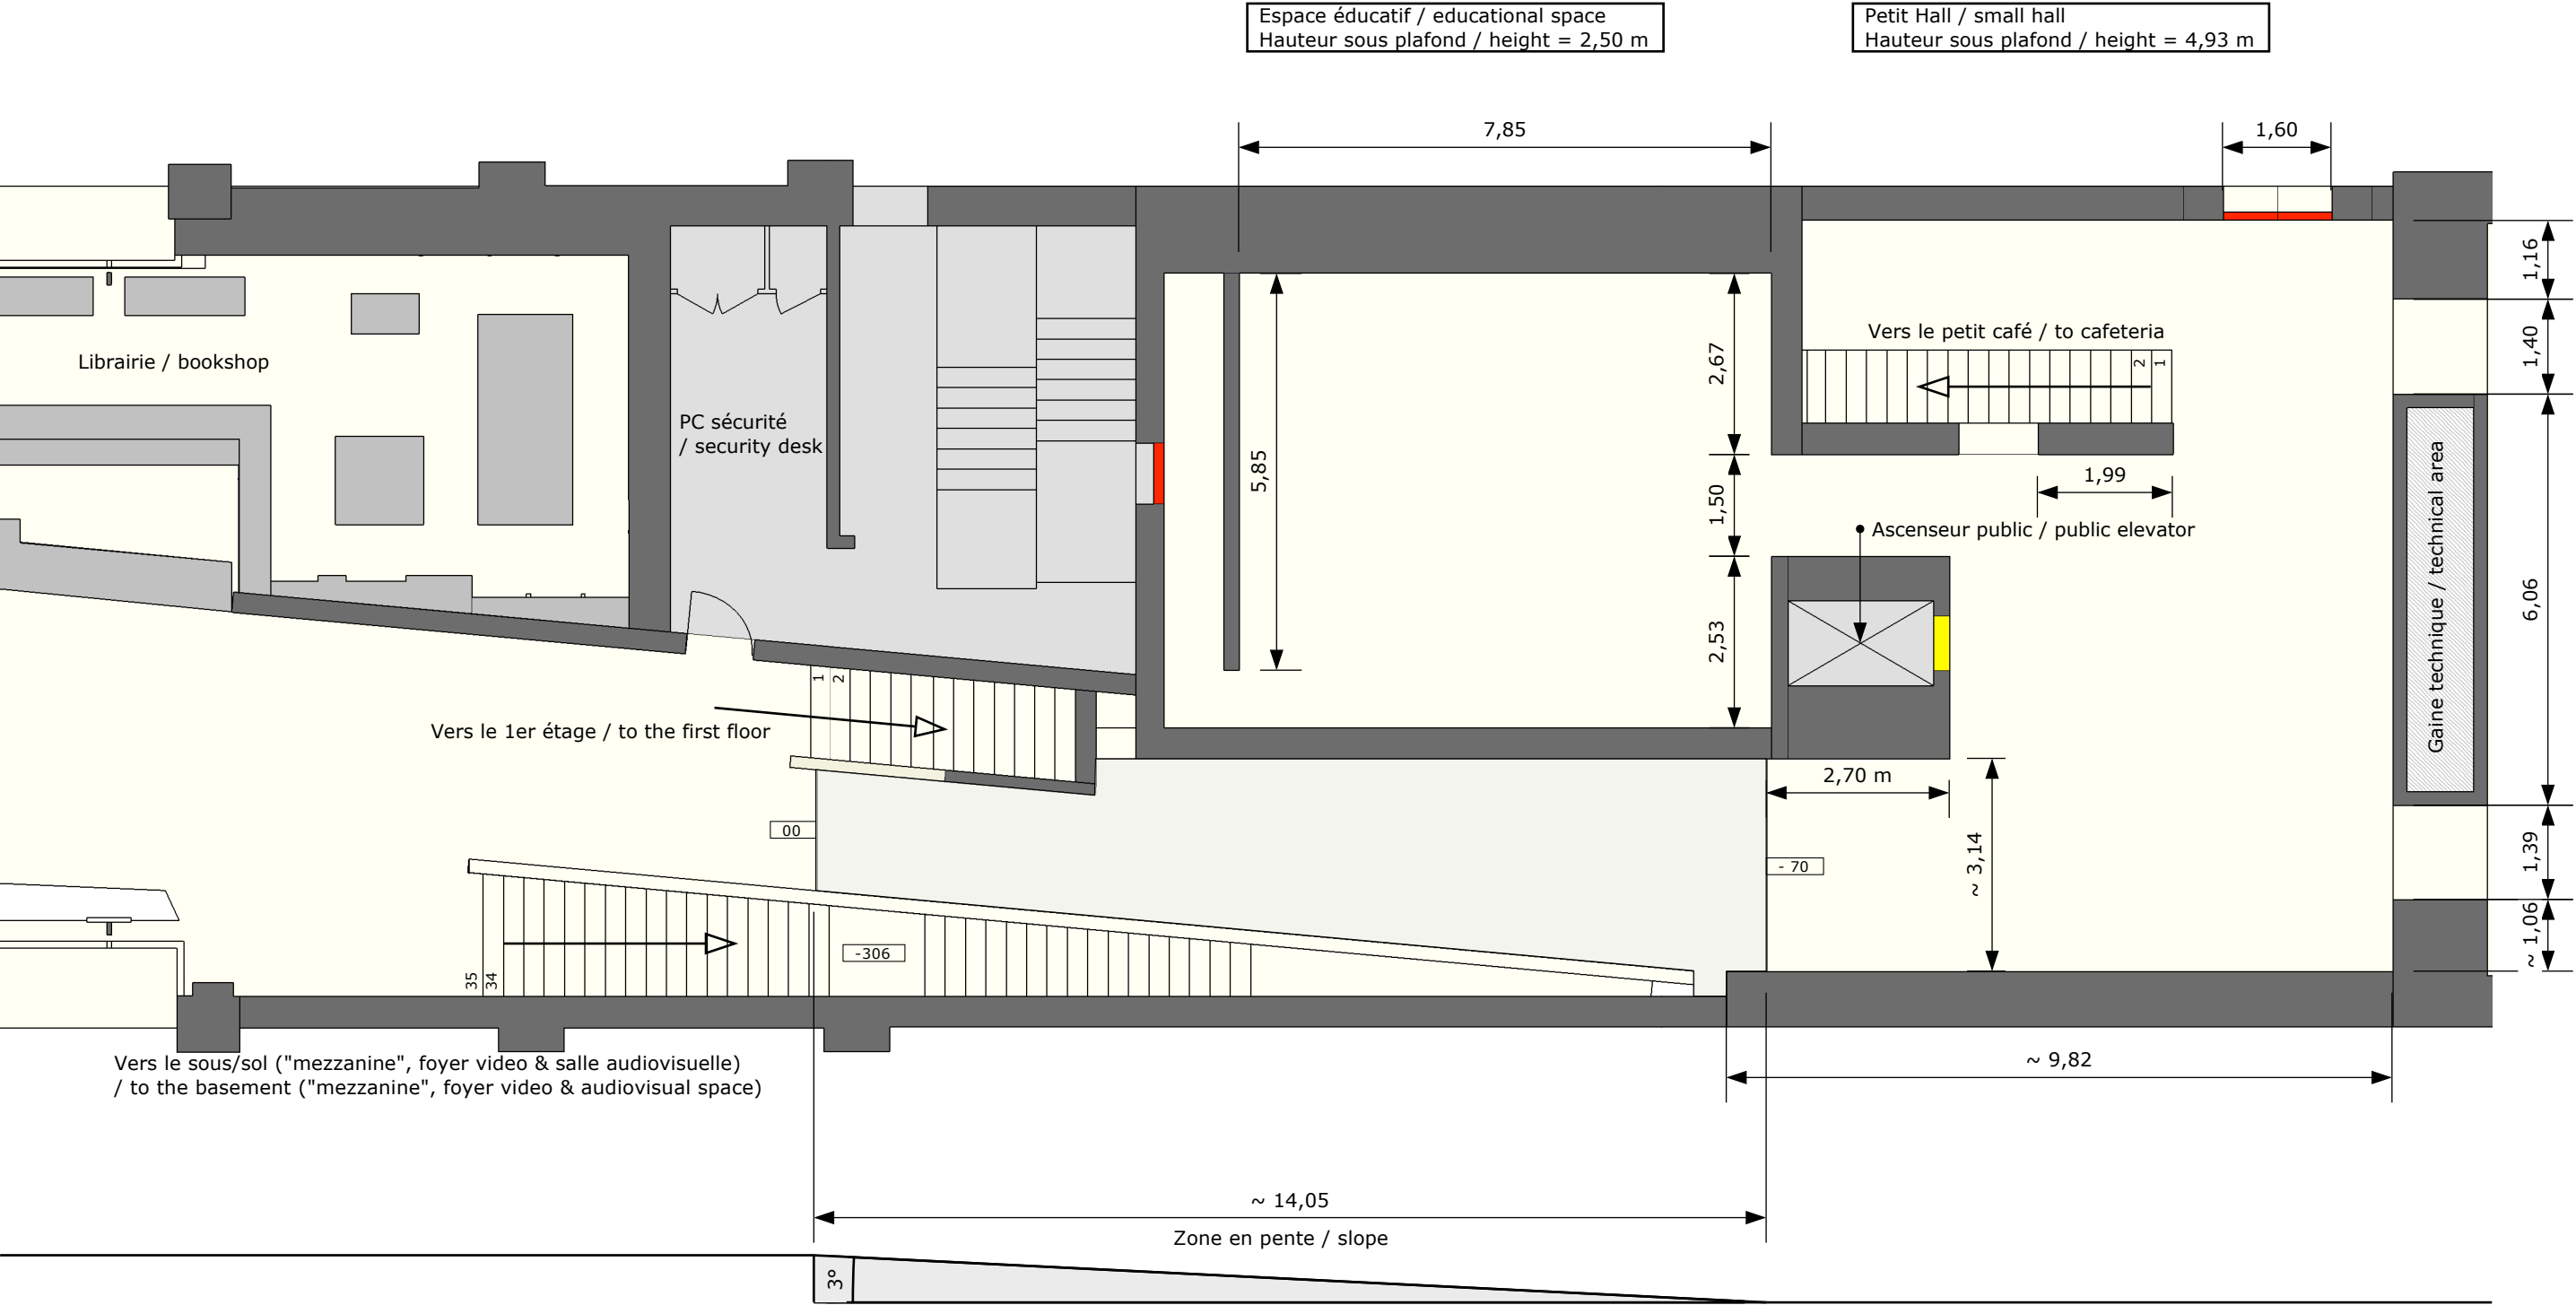 Espace éducatif / educational space
Hauteur sous plafond / height = 2,50 m
Petit Hall / small hall
Hauteur sous plafond / height = 4,93 m
7,85
1,60
1,16
1,40
6,06
1,39
~ 1,06
Librairie / bookshop
PC sécurité
/ security desk
5,85
2,67
1,50
2,53
Vers le petit café / to cafeteria
2
1
1,99
Ascenseur public / public elevator
Gaine technique / technical area
1
2
Vers le 1er étage / to the first floor
2,70 m
~ 3,14
00
- 70
-306
35
34
Vers le sous/sol ("mezzanine", foyer video & salle audiovisuelle)
/ to the basement ("mezzanine", foyer video & audiovisual space)
~ 9,82
~ 14,05
Zone en pente / slope
3°